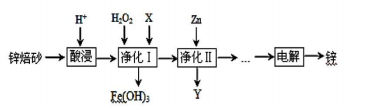 H⁺ H₂O₂ X Zn
锌焙砂 酸浸 净化Ⅰ 净化Ⅱ … 电解 锌
Fe(OH)₃ Y